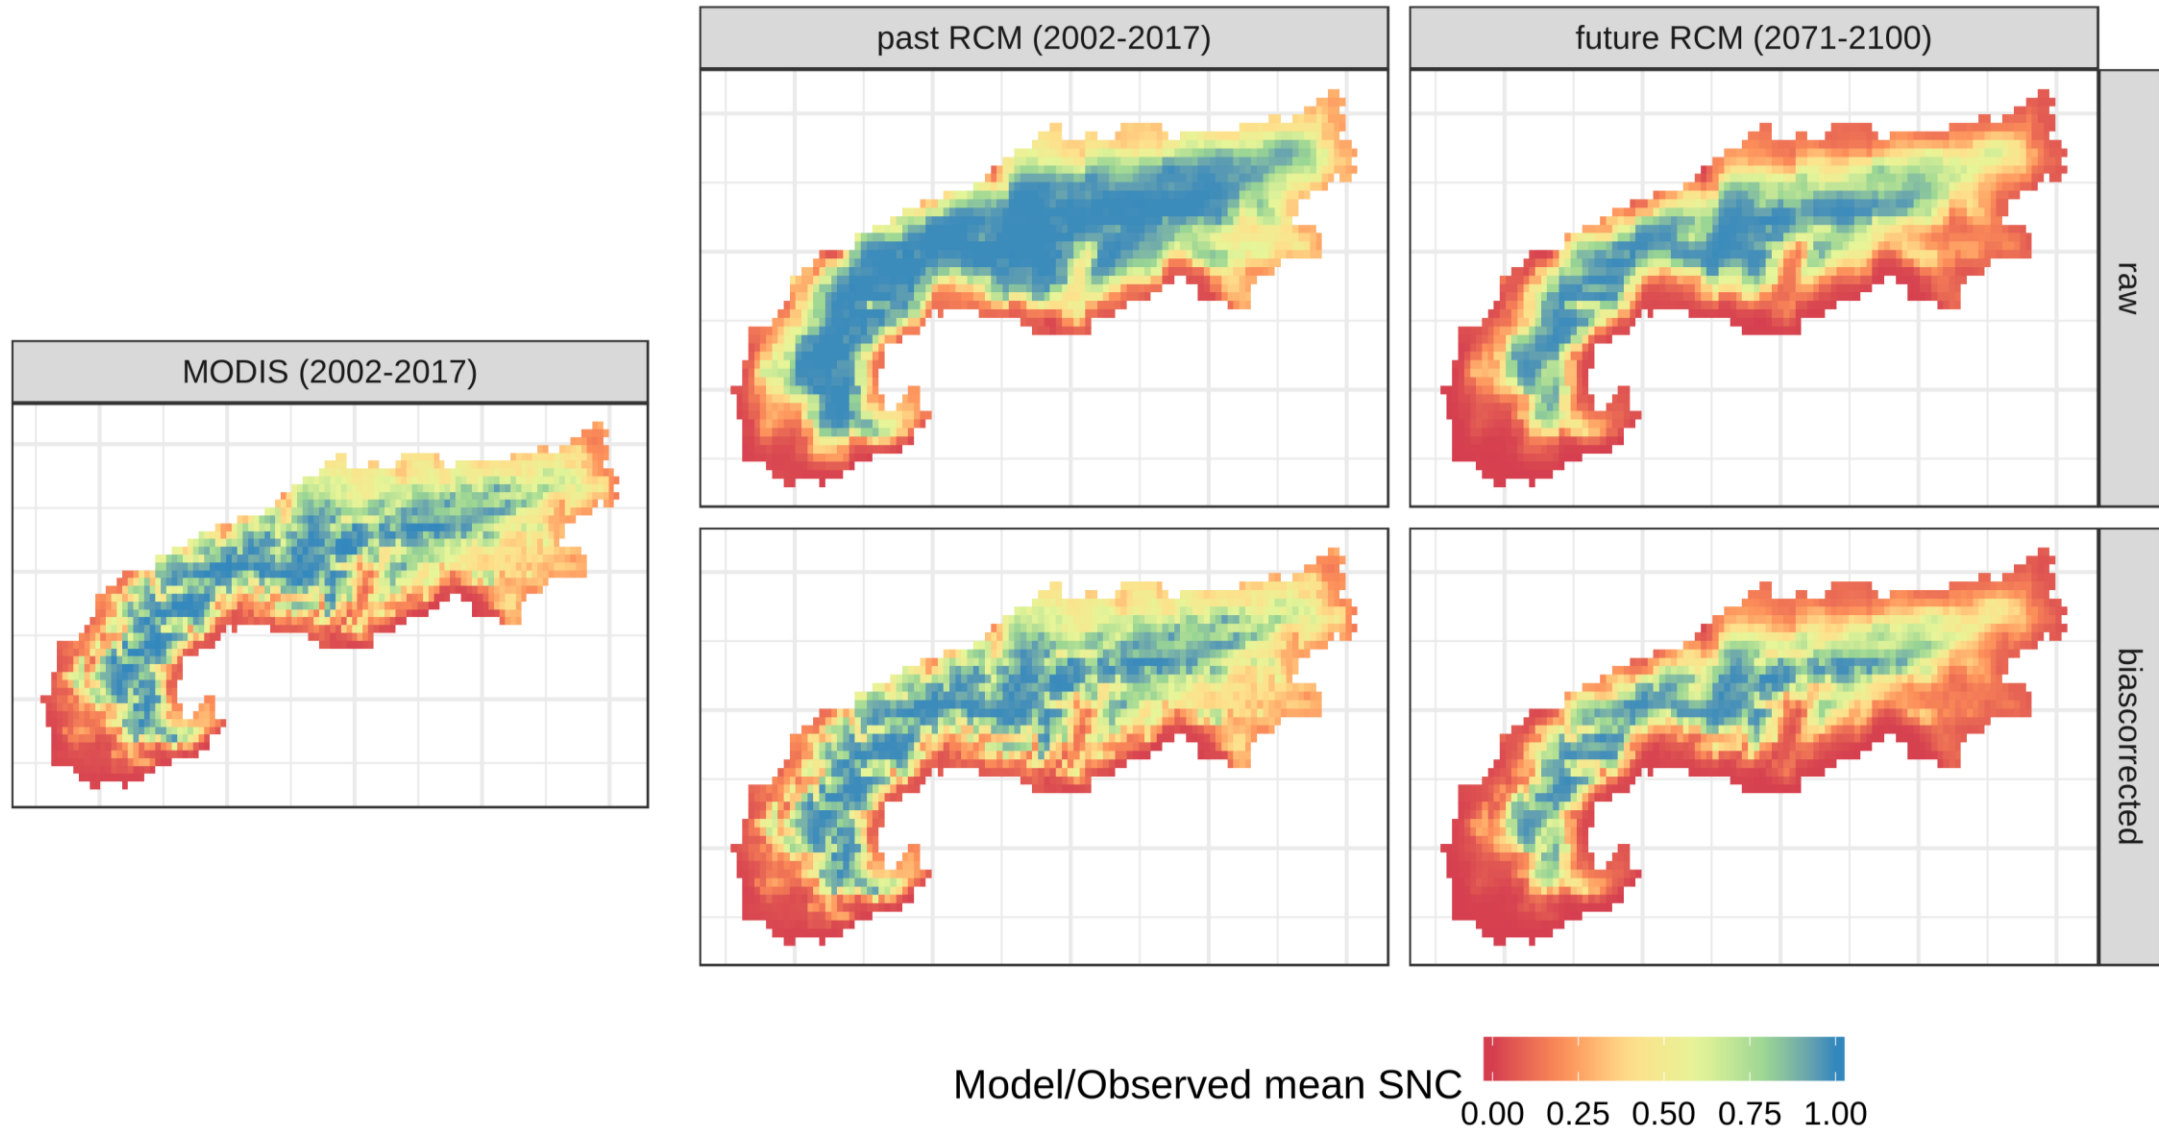 past RCM (2002-2017)
future RCM (2071-2100)
raw
MODIS (2002-2017)
biascorrected
Model/Observed mean SNC
0.00 0.25 0.50 0.75 1.00